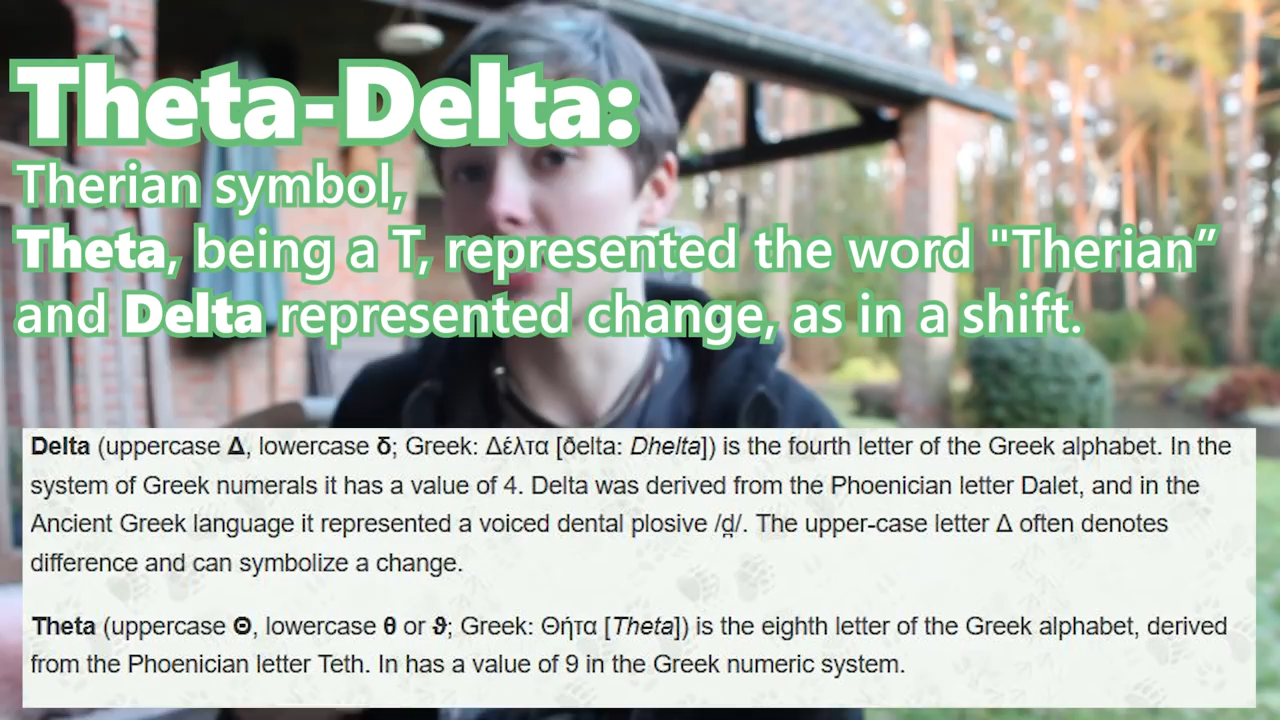 Theta-Delta:
Therian symbol,
Theta, being a T, represented the word "Therian”
and Delta represented change, as in a shift.
Delta (uppercase Δ, lowercase δ; Greek: Δέλτα [ðelta: Dhelta]) is the fourth letter of the Greek alphabet. In the
system of Greek numerals it has a value of 4. Delta was derived from the Phoenician letter Dalet, and in the
Ancient Greek language it represented a voiced dental plosive /d̪/. The upper-case letter Δ often denotes
difference and can symbolize a change.
Theta (uppercase Θ, lowercase θ or ϑ; Greek: Θήτα [Theta]) is the eighth letter of the Greek alphabet, derived
from the Phoenician letter Teth. In has a value of 9 in the Greek numeric system.